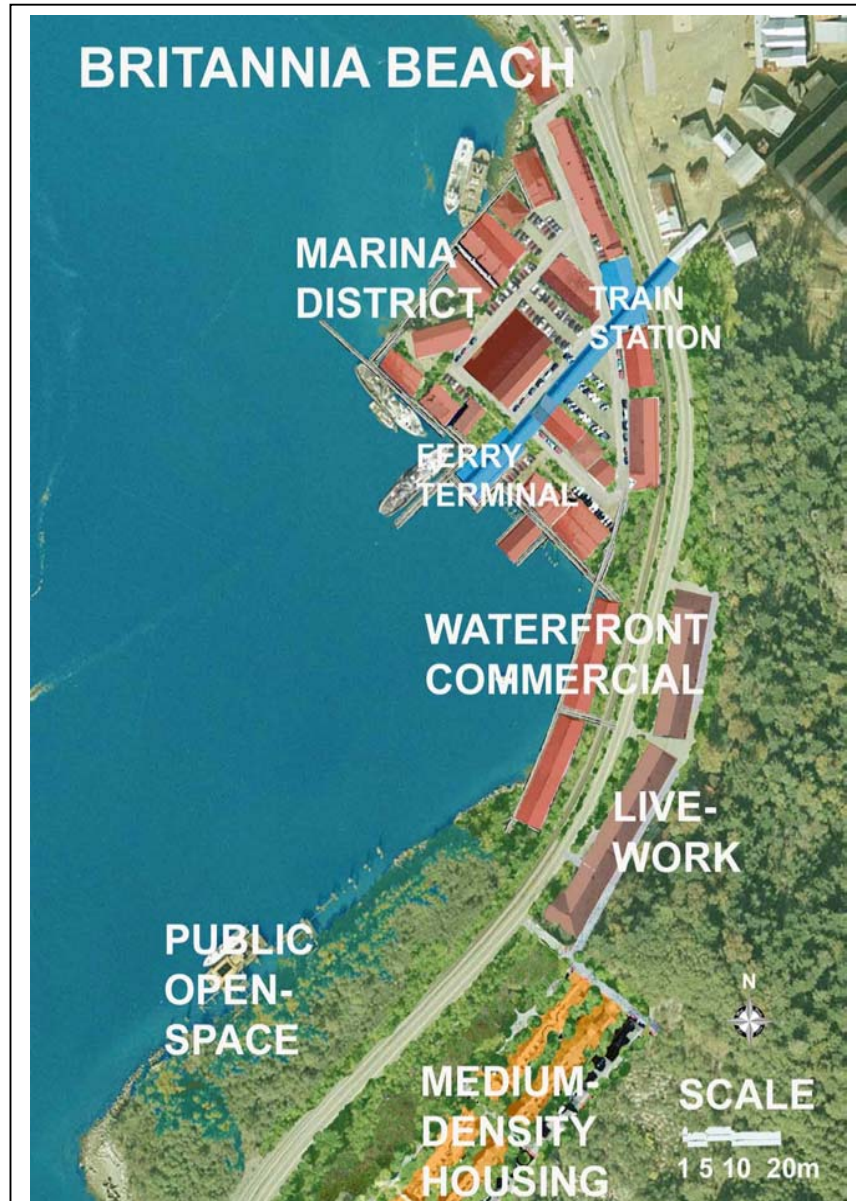 BRITANNIA BEACH
MARINA
DISTRICT
TRAIN
STATION
FERRY
TERMINAL
WATERFRONT
COMMERCIAL
LIVE-
WORK
PUBLIC
OPEN-
SPACE
N
MEDIUM-
DENSITY
HOUSING
SCALE
1 5 10 20m